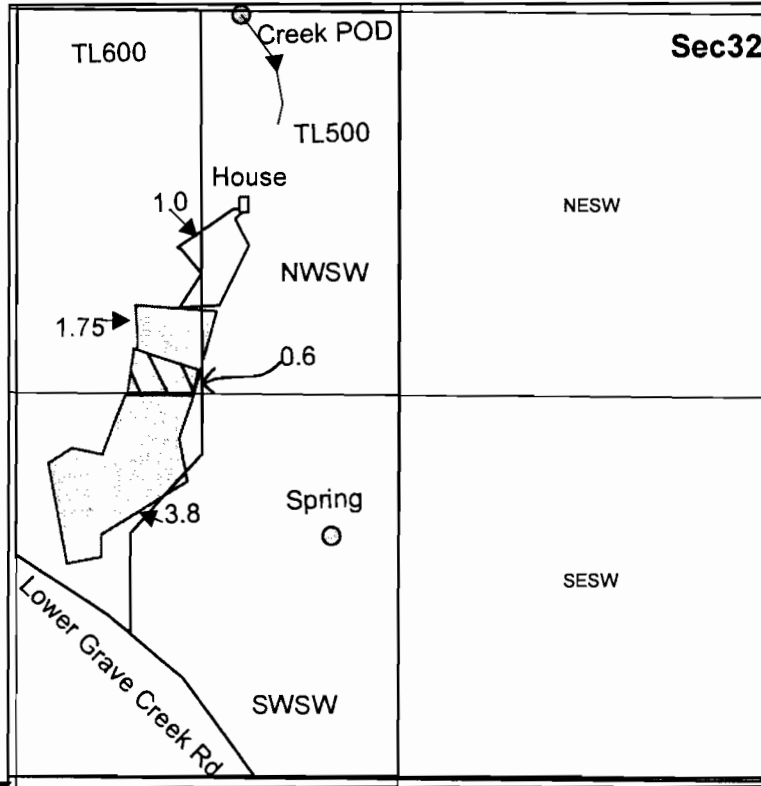 Creek POD
Sec32
TL600
TL500
House
1.0
NESW
NWSW
1.75
0.6
Spring
3.8
SESW
Lower Grave Creek Rd
SWSW